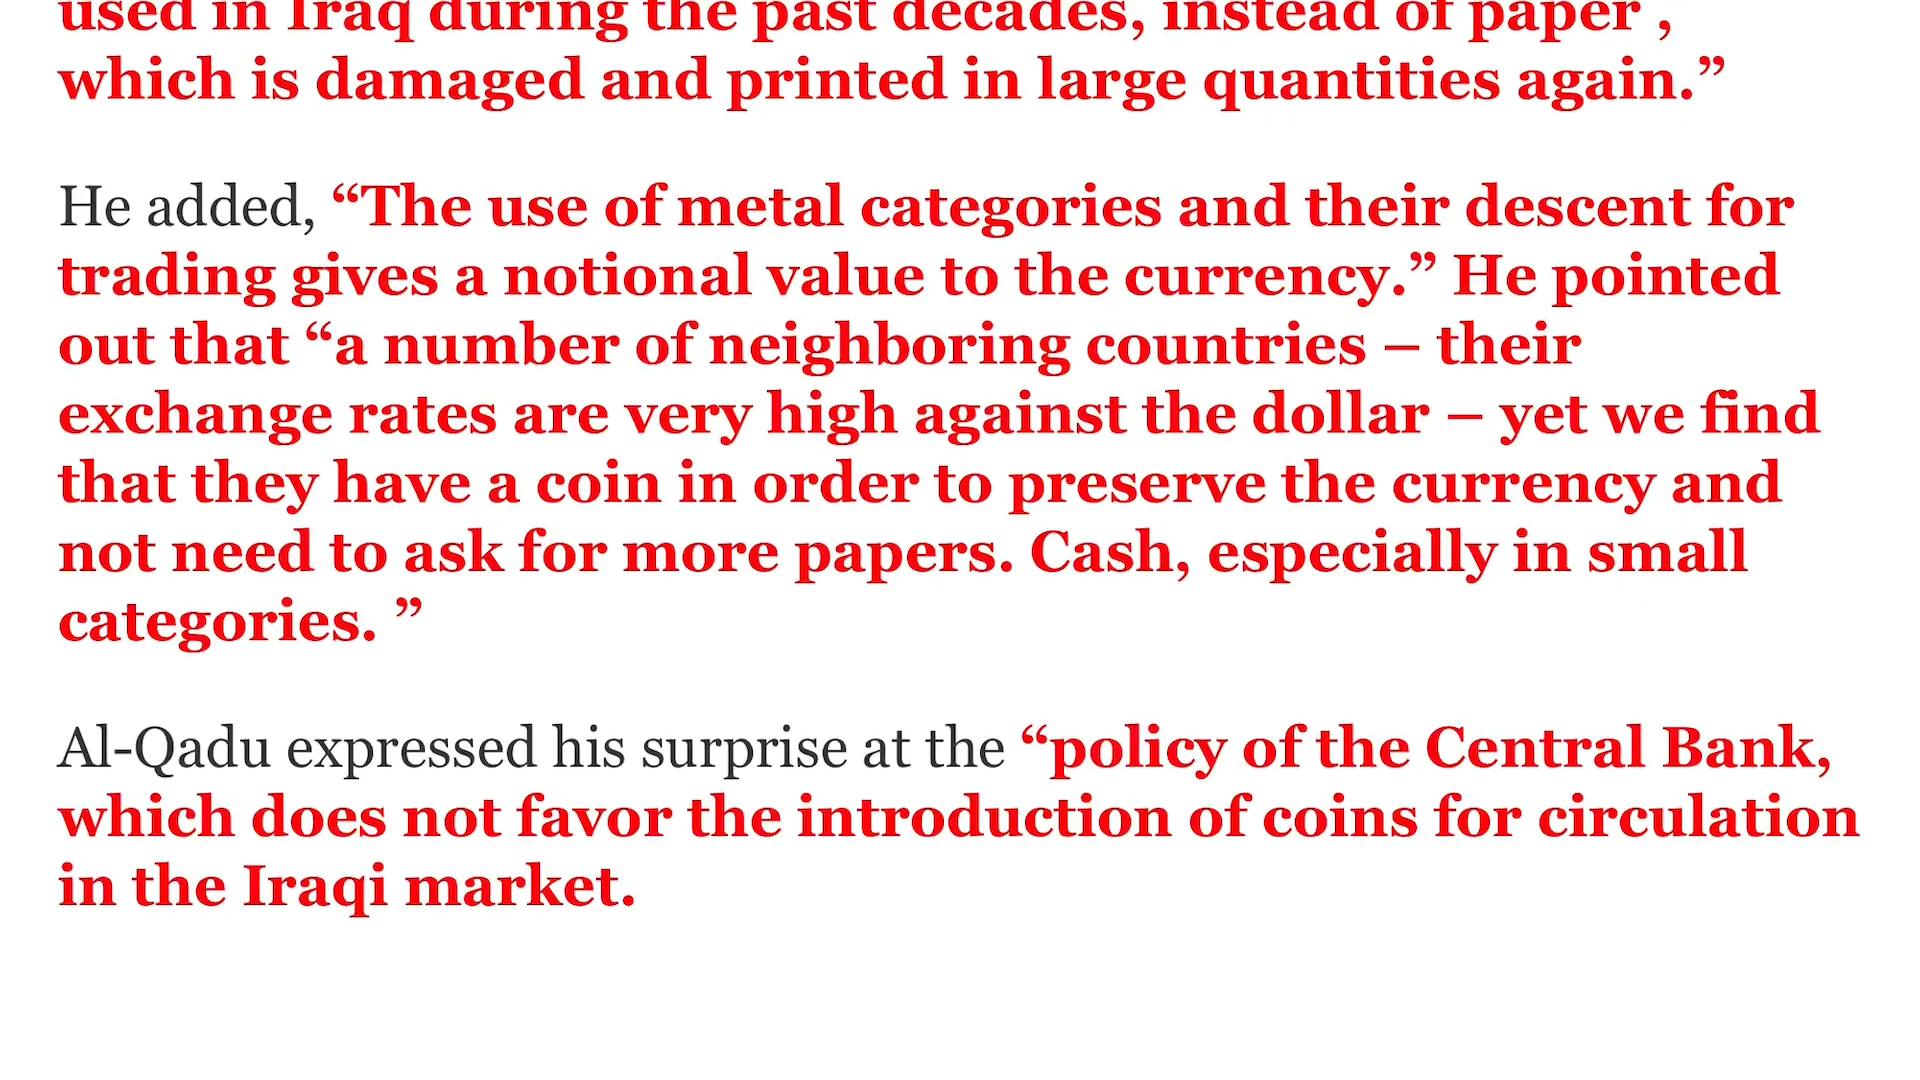 used in Iraq during the past decades, instead of paper ,
which is damaged and printed in large quantities again.”
He added, “The use of metal categories and their descent for
trading gives a notional value to the currency.” He pointed
out that “a number of neighboring countries – their
exchange rates are very high against the dollar – yet we find
that they have a coin in order to preserve the currency and
not need to ask for more papers. Cash, especially in small
categories. ”
Al-Qadu expressed his surprise at the “policy of the Central Bank,
which does not favor the introduction of coins for circulation
in the Iraqi market.